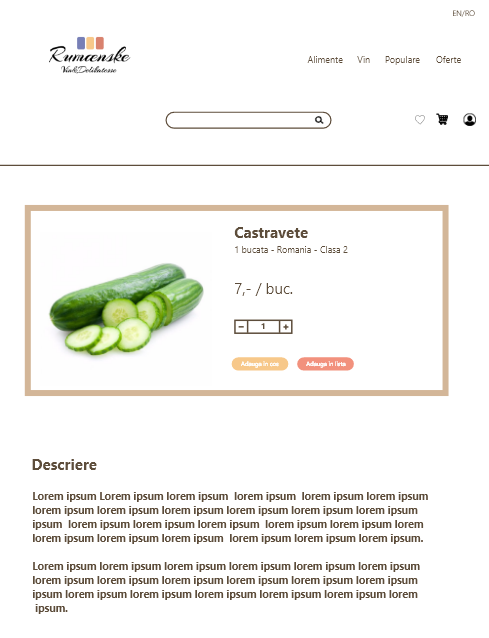 EN/RO
Rumænske
Vin&Delikatesse
Alimente Vin Populare Oferte
Castravete
1 bucata - Romania - Clasa 2
7,- / buc.
- 1 +
Adauga in cos Adauga in lista
Descriere
Lorem ipsum Lorem ipsum lorem ipsum lorem ipsum lorem ipsum lorem ipsum
lorem ipsum lorem ipsum lorem ipsum lorem ipsum lorem ipsum lorem ipsum
ipsum lorem ipsum lorem ipsum lorem ipsum lorem ipsum lorem ipsum lorem
lorem ipsum lorem ipsum lorem ipsum lorem ipsum lorem ipsum lorem ipsum.
Lorem ipsum lorem ipsum lorem ipsum lorem ipsum lorem ipsum lorem ipsum
lorem ipsum lorem ipsum lorem ipsum lorem ipsum lorem ipsum lorem ipsum
ipsum lorem ipsum lorem ipsum lorem ipsum lorem ipsum lorem ipsum lorem
ipsum.